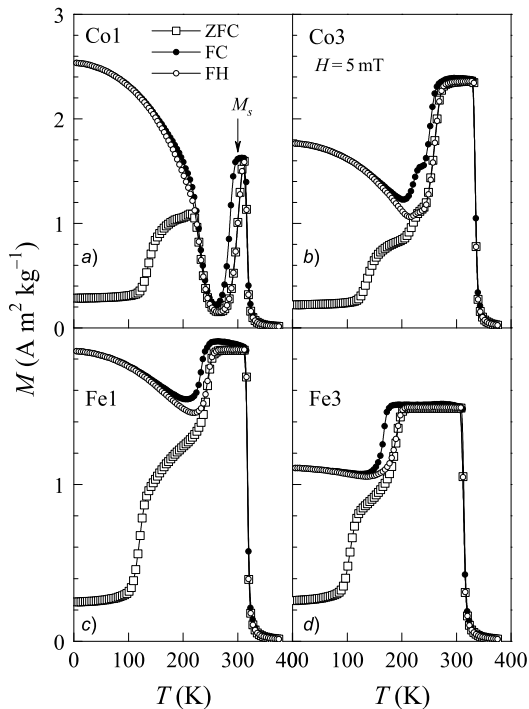 3
Co1
ZFC
FC
FH
Co3
H = 5 mT
2
Mₛ
1
a)
b)
0
M (A m² kg⁻¹)
Fe1
Fe3
1
c)
d)
0
0 100 200 300 400 0 100 200 300 400
T (K) T (K)